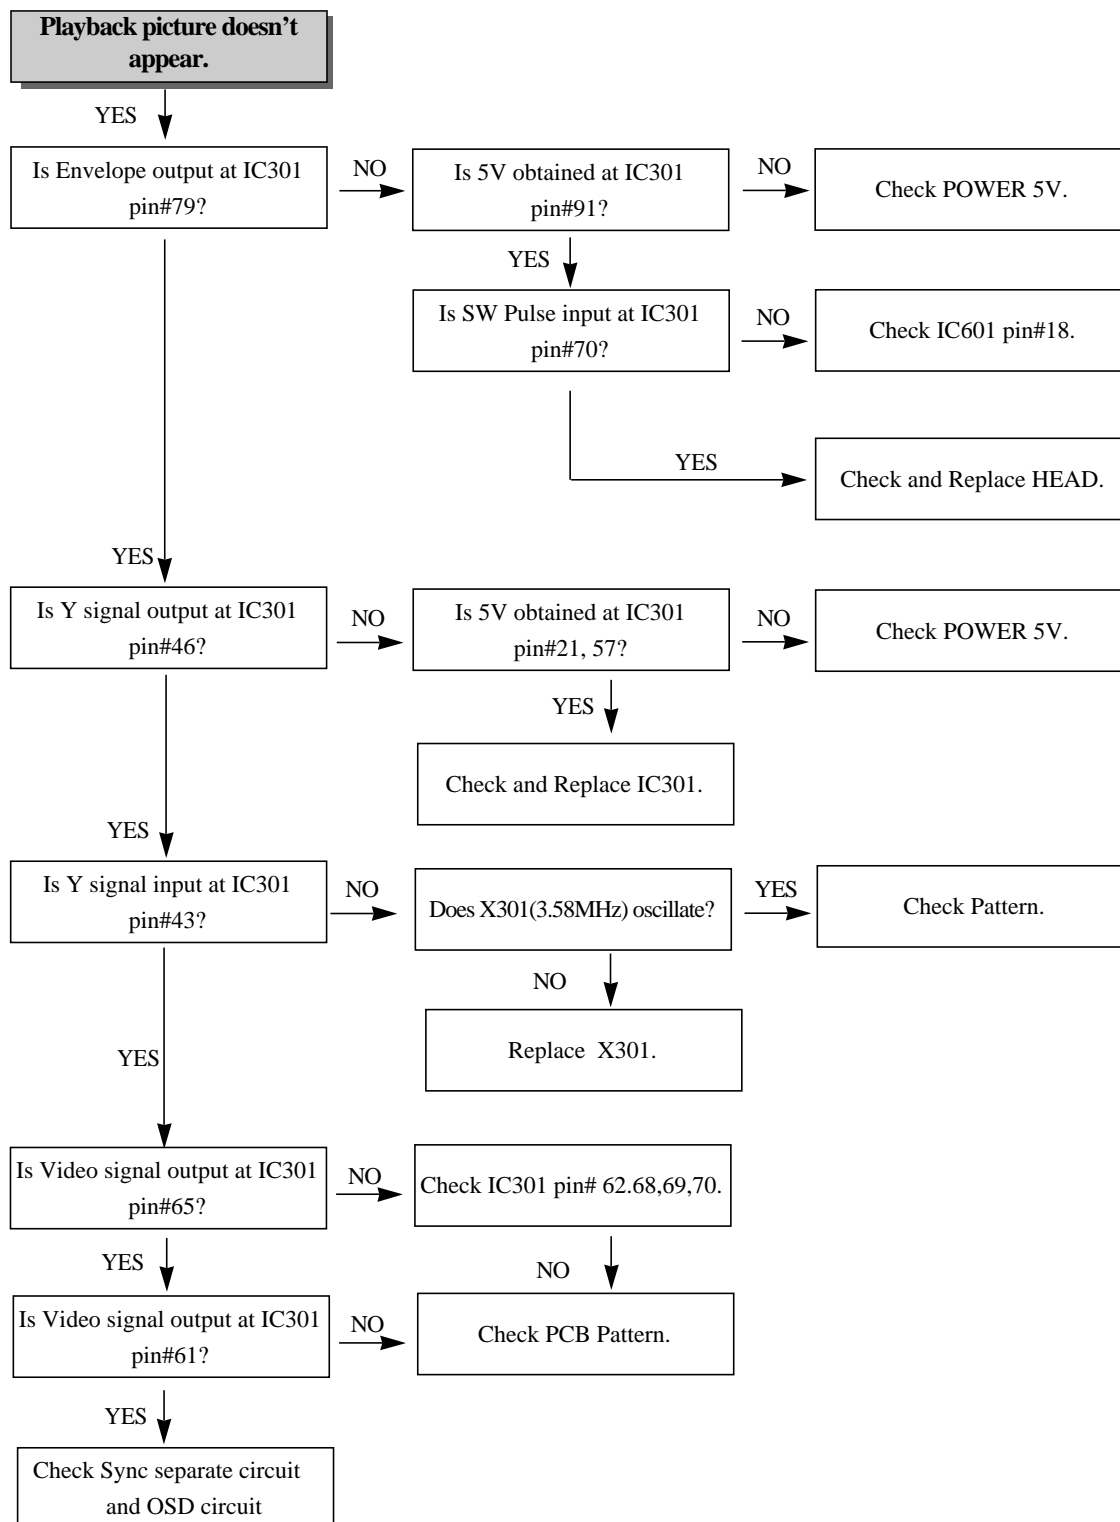 Playback picture doesn't
appear.
YES
Is Envelope output at IC301
pin#79?
NO
Is 5V obtained at IC301
pin#91?
NO
Check POWER 5V.
YES
Is SW Pulse input at IC301
pin#70?
NO
Check IC601 pin#18.
YES
Check and Replace HEAD.
YES
Is Y signal output at IC301
pin#46?
NO
Is 5V obtained at IC301
pin#21, 57?
NO
Check POWER 5V.
YES
Check and Replace IC301.
YES
Is Y signal input at IC301
pin#43?
NO
Does X301(3.58MHz) oscillate?
YES
Check Pattern.
NO
Replace X301.
YES
Is Video signal output at IC301
pin#65?
NO
Check IC301 pin# 62.68,69,70.
YES
NO
Is Video signal output at IC301
pin#61?
NO
Check PCB Pattern.
YES
Check Sync separate circuit
and OSD circuit